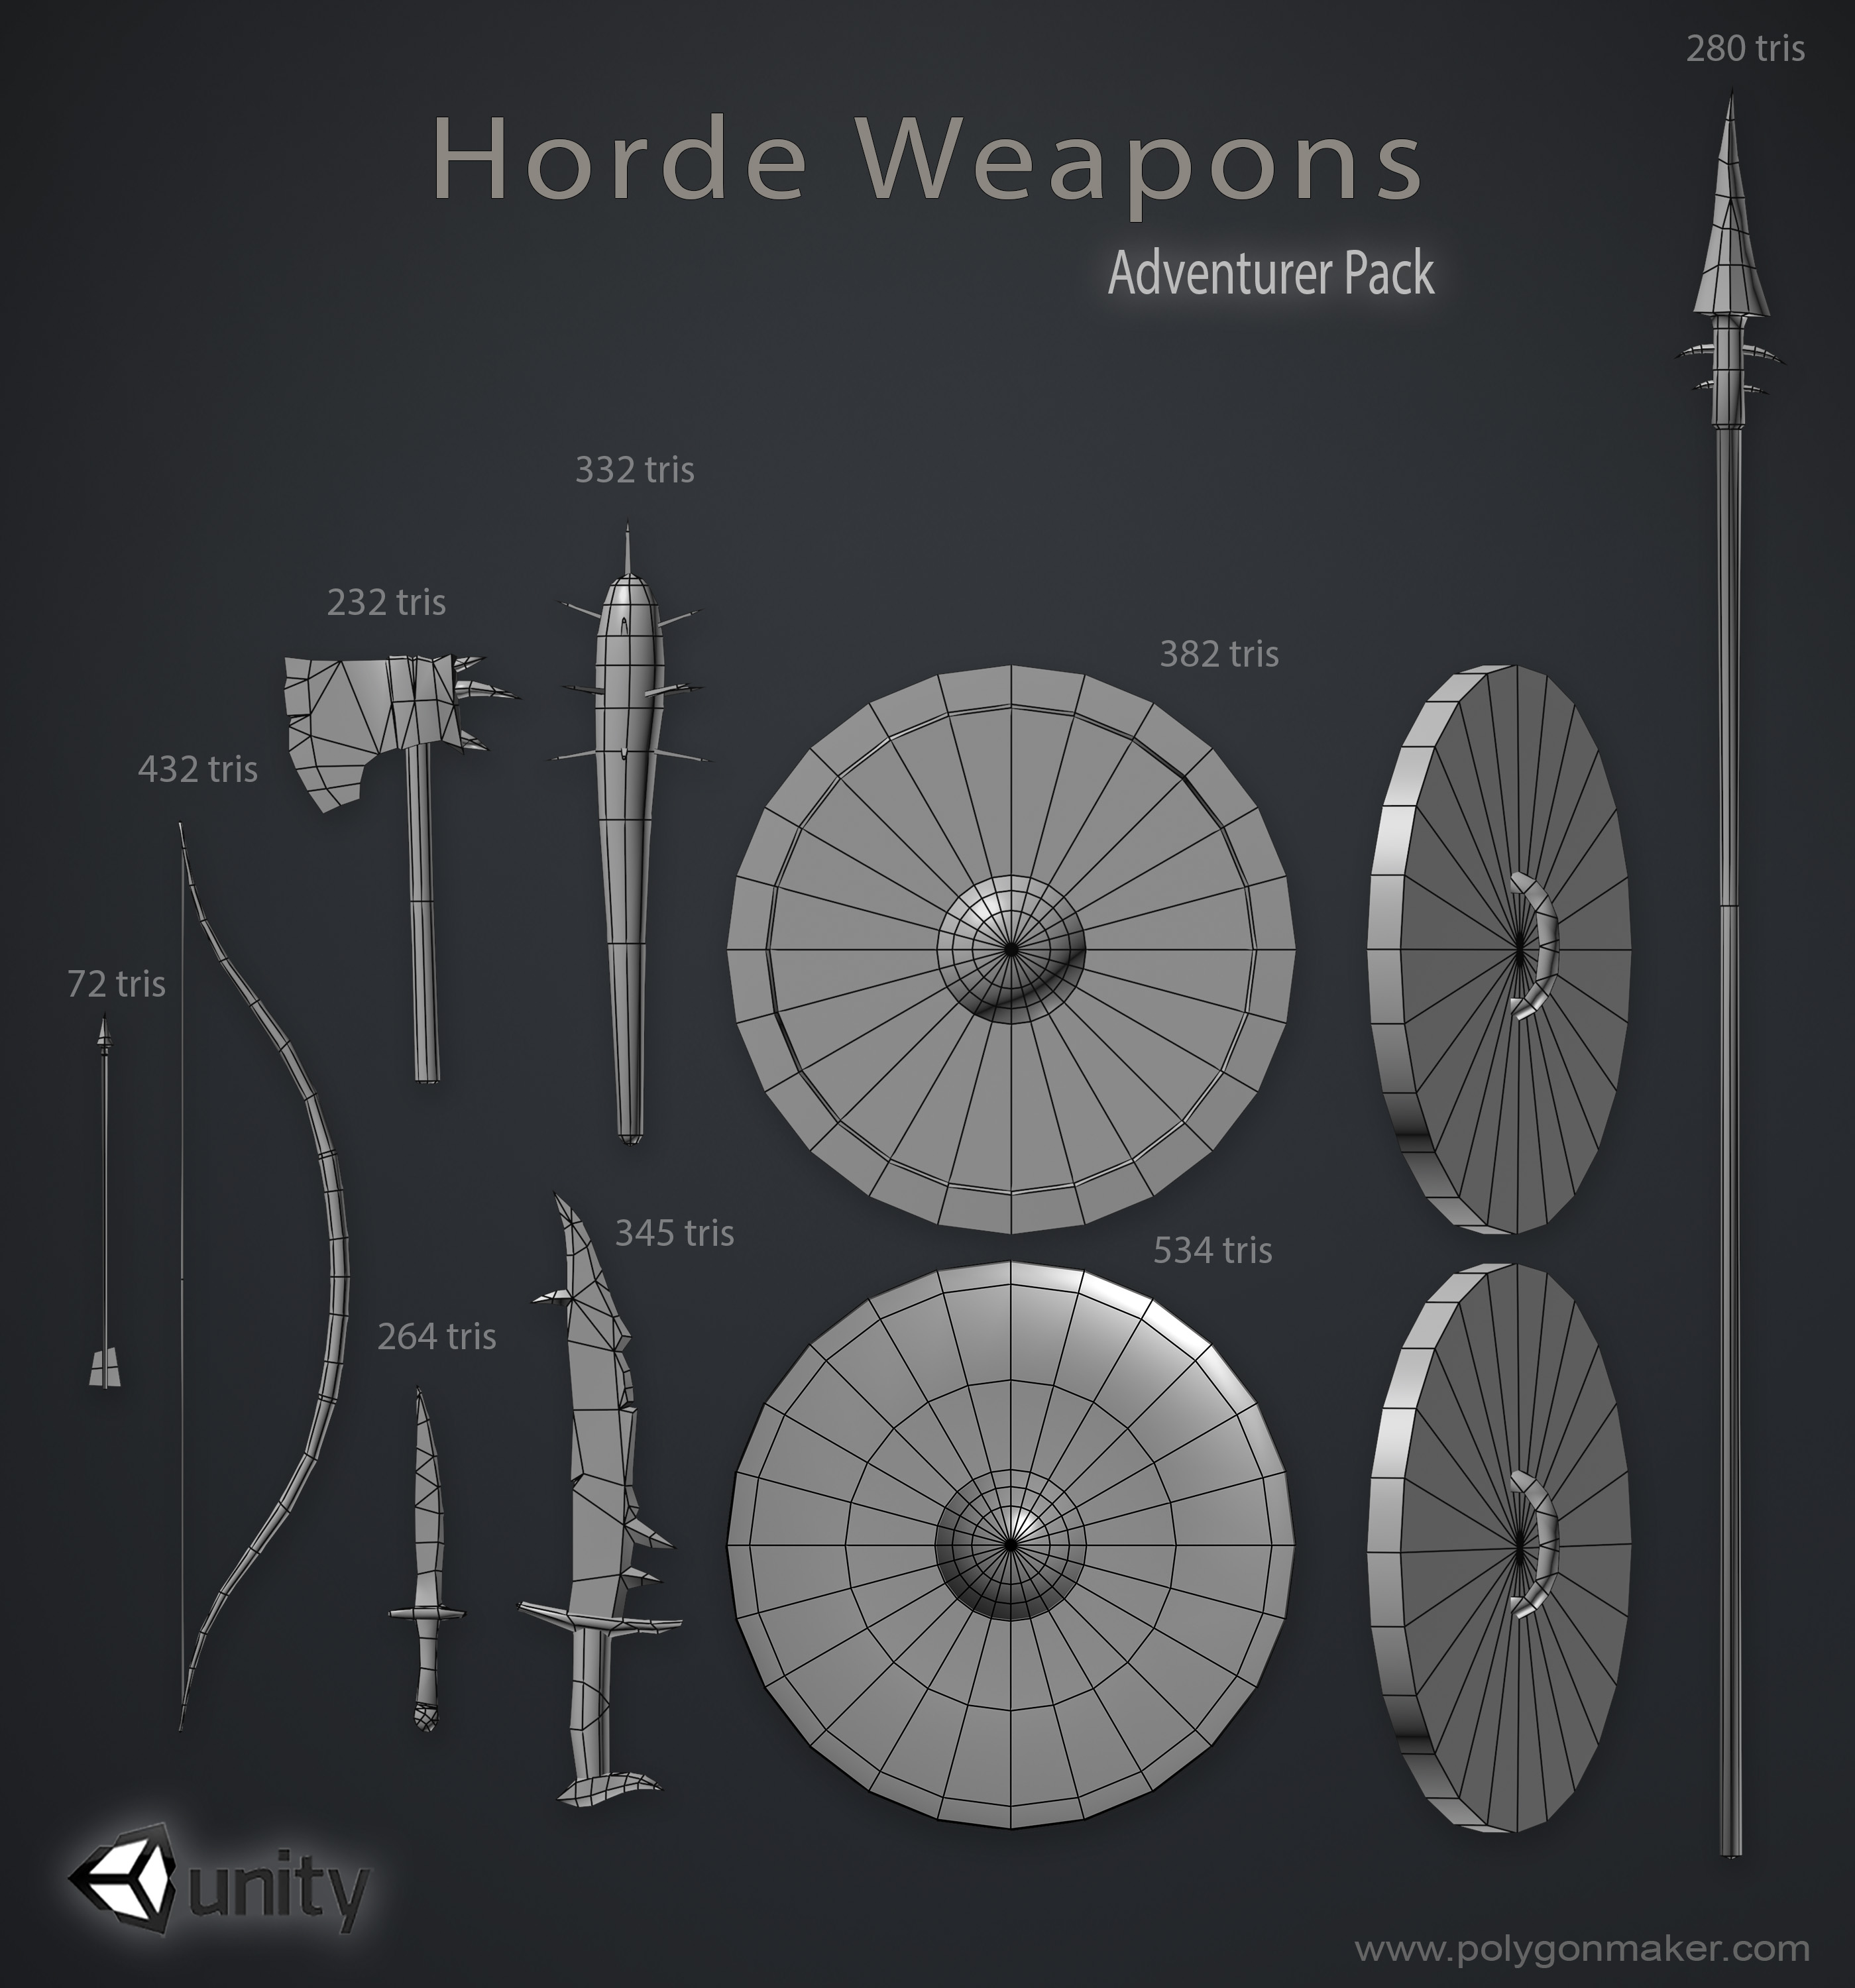 280 tris
Horde Weapons
Adventurer Pack
332 tris
232 tris
382 tris
432 tris
72 tris
345 tris
534 tris
264 tris
unity
www.polygonmaker.com